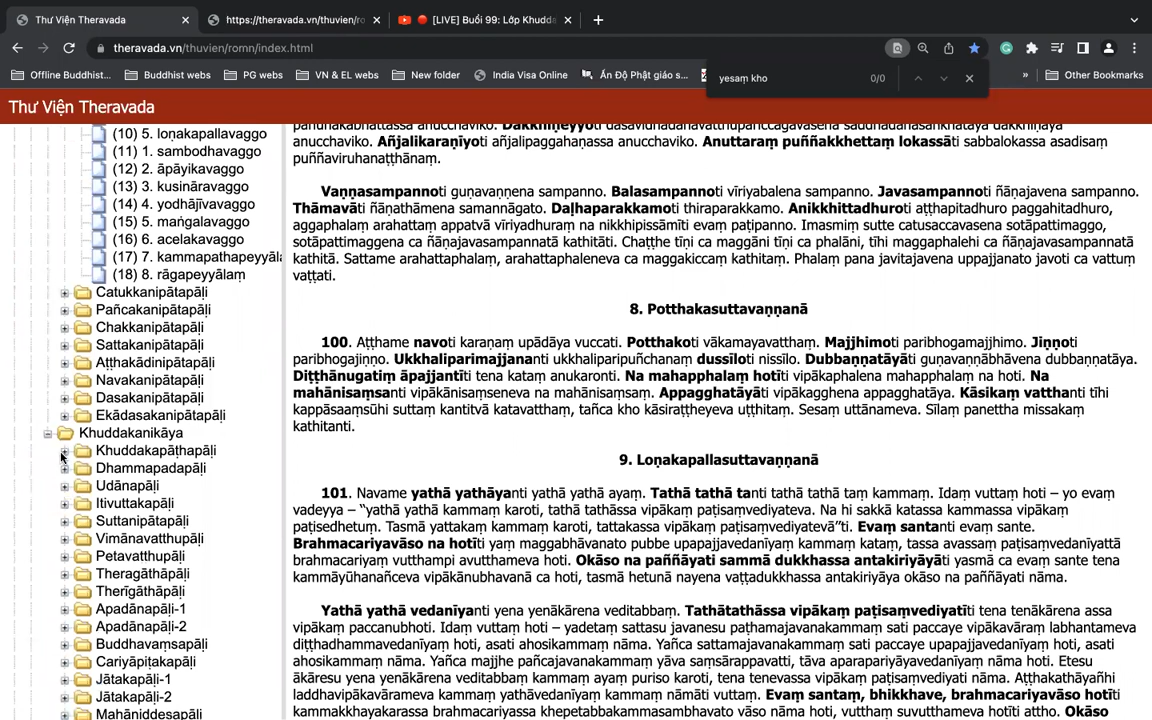 Thư Viện Theravada
https://theravada.vn/thuvien/ro
[LIVE] Buổi 99: Lớp Khudda
theravada.vn/thuvien/romn/index.html
Offline Buddhist...
Buddhist webs
PG webs
VN & EL webs
New folder
India Visa Online
Ấn Độ Phật giáo s...
»
Other Bookmarks
yesaṃ kho
0/0
Thư Viện Theravada
(10) 5. loṇakapallavaggo
(11) 1. sambodhavaggo
(12) 2. āpāyikavaggo
(13) 3. kusināravaggo
(14) 4. yodhājīvavaggo
(15) 5. maṅgalavaggo
(16) 6. acelakavaggo
(17) 7. kammapathapeyyāla
(18) 8. rāgapeyyālaṃ
Catukkanipātapāḷi
Pañcakanipātapāḷi
Chakkanipātapāḷi
Sattakanipātapāḷi
Aṭṭhakādinipātapāḷi
Navakanipātapāḷi
Dasakanipātapāḷi
Ekādasakanipātapāḷi
Khuddakanikāya
Khuddakapāṭhapāḷi
Dhammapadapāḷi
Udānapāḷi
Itivuttakapāḷi
Suttanipātapāḷi
Vimānavatthupāḷi
Petavatthupāḷi
Theragāthāpāḷi
Therīgāthāpāḷi
Apadānapāḷi-1
Apadānapāḷi-2
Buddhavaṃsapāḷi
Cariyāpiṭakapāḷi
Jātakapāḷi-1
Jātakapāḷi-2
Mahāniddesapāḷi
pāhunakabhattassa anucchaviko. Dakkhiṇeyyoti dasavidhadānavatthupariccāgavasena saddhādānasaṅkhātāya dakkhiṇāya
anucchaviko. Añjalikaraṇīyoti añjalipaggahaṇassa anucchaviko. Anuttaraṃ puññakkhettaṃ lokassāti sabbalokassa asadisaṃ
puññaviruhanaṭṭhānaṃ.
Vaṇṇasampannoti guṇavaṇṇena sampanno. Balasampannoti vīriyabalena sampanno. Javasampannoti ñāṇajavena sampanno.
Thāmavāti ñāṇathāmena samannāgato. Daḷhaparakkamoti thiraparakkamo. Anikkhittadhuroti aṭṭhapitadhuro paggahitadhuro,
aggaphalaṃ arahattaṃ appatvā vīriyadhuraṃ na nikkhipissāmīti evaṃ paṭipanno. Imasmiṃ sutte catusaccavasena sotāpattimaggo,
sotāpattimaggena ca ñāṇajavasampannatā kathitāti. Chaṭṭhe tīṇi ca maggāni tīṇi ca phalāni, tīhi maggaphalehi ca ñāṇajavasampannatā
kathitā. Sattame arahattaphalaṃ, arahattaphaleneva ca maggakiccaṃ kathitaṃ. Phalaṃ pana javitajavena uppajjanato javoti ca vattuṃ
vaṭṭati.
8. Potthakasuttavaṇṇanā
100. Aṭṭhame navoti karaṇaṃ upādāya vuccati. Potthakoti vākamayavatthaṃ. Majjhimoti paribhogamajjhimo. Jiṇṇoti
paribhogajiṇṇo. Ukkhaliparimajjananti ukkhaliparipuñchanaṃ dussīloti nissīlo. Dubbaṇṇatāyāti guṇavaṇṇābhāvena dubbaṇṇatāya.
Diṭṭhānugatiṃ āpajjantīti tena kataṃ anukaronti. Na mahapphalaṃ hotīti vipākaphalena mahapphalaṃ na hoti. Na
mahānisaṃsanti vipākānisaṃseneva na mahānisaṃsaṃ. Appagghatāyāti vipākagghena appagghatāya. Kāsikaṃ vatthanti tīhi
kappāsaaṃsūhi suttaṃ kantitvā katavatthaṃ, tañca kho kāsiraṭṭheyeva uṭṭhitaṃ. Sesaṃ uttānameva. Sīlaṃ panettha missakaṃ
kathitanti.
9. Loṇakapallasuttavaṇṇanā
101. Navame yathā yathāyanti yathā yathā ayaṃ. Tathā tathā tanti tathā tathā taṃ kammaṃ. Idaṃ vuttaṃ hoti – yo evaṃ
vadeyya – “yathā yathā kammaṃ karoti, tathā tathāssa vipākaṃ paṭisaṃvediyateva. Na hi sakkā katassa kammassa vipākaṃ
paṭisedhetuṃ. Tasmā yattakaṃ kammaṃ karoti, tattakassa vipākaṃ paṭisaṃvediyatevā”ti. Evaṃ santanti evaṃ sante.
Brahmacariyavāso na hotīti yaṃ maggabhāvanato pubbe upapajjavedanīyaṃ kammaṃ kataṃ, tassa avassaṃ paṭisaṃvedanīyattā
brahmacariyaṃ vutthampi avutthameva hoti. Okāso na paññāyati sammā dukkhassa antakiriyāyāti yasmā ca evaṃ sante tena
kammāyūhanañceva vipākānubhavanā ca hoti, tasmā hetunā nayena vaṭṭadukkhassa antakiriyāya okāso na paññāyati nāma.
Yathā yathā vedanīyanti yena yenākārena veditabbaṃ. Tathātathāssa vipākaṃ paṭisaṃvediyatīti tena tenākārena assa
vipākaṃ paccanubhoti. Idaṃ vuttaṃ hoti – yadetaṃ sattasu javanesu paṭhamajavanakammaṃ sati paccaye vipākavāraṃ labhantameva
diṭṭhadhammavedanīyaṃ hoti, asati ahosikammaṃ nāma. Yañca sattamajavanakammaṃ sati paccaye upapajjavedanīyaṃ hoti, asati
ahosikammaṃ nāma. Yañca majjhe pañcajavanakammaṃ yāva saṃsārappavatti, tāva aparapariyāyavedanīyaṃ nāma hoti. Etesu
ākāresu yena yenākārena veditabbaṃ kammaṃ ayaṃ puriso karoti, tena tenevassa vipākaṃ paṭisaṃvediyati nāma. Aṭṭhakathāyañhi
laddhavipākavārameva kammaṃ yathāvedanīyaṃ kammaṃ nāmāti vuttaṃ. Evaṃ santaṃ, bhikkhave, brahmacariyavāso hotīti
kammakkhayakarassa brahmacariyassa khepetabbakammasambhavato vāso nāma hoti, vutthaṃ suvutthameva hotīti attho. Okāso